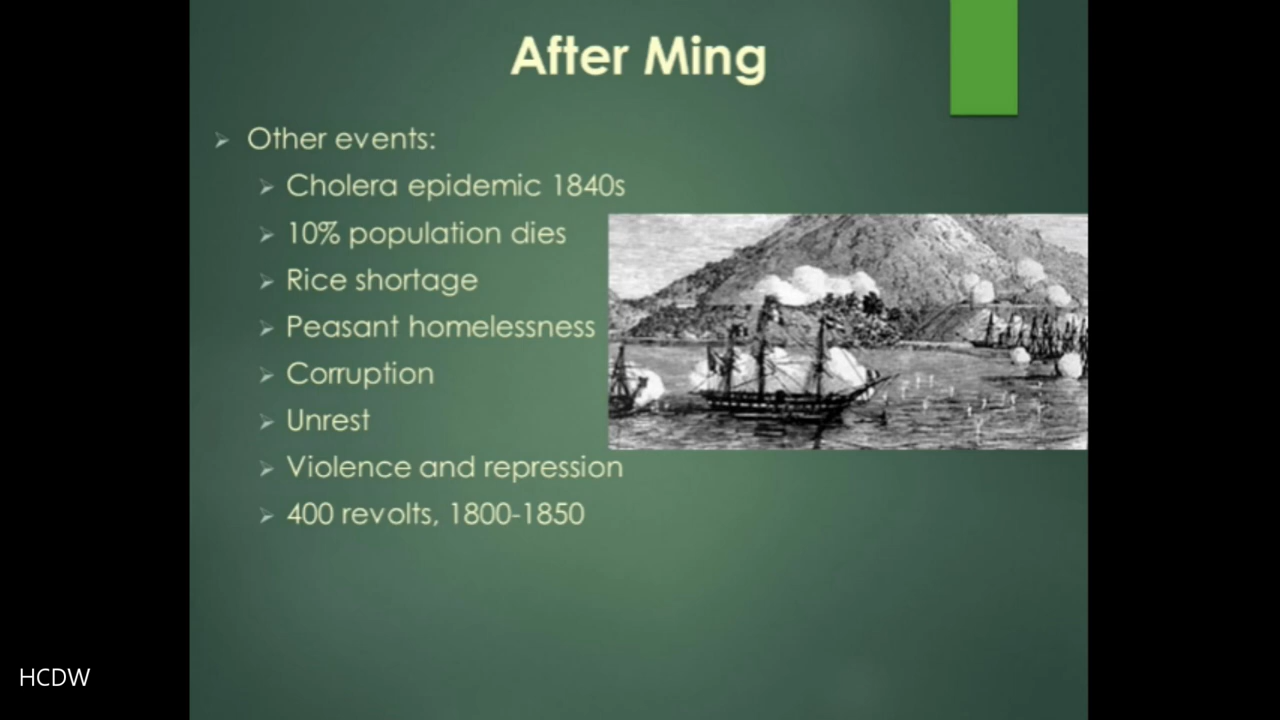 After Ming
Other events:
Cholera epidemic 1840s
10% population dies
Rice shortage
Peasant homelessness
Corruption
Unrest
Violence and repression
400 revolts, 1800-1850
HCDW